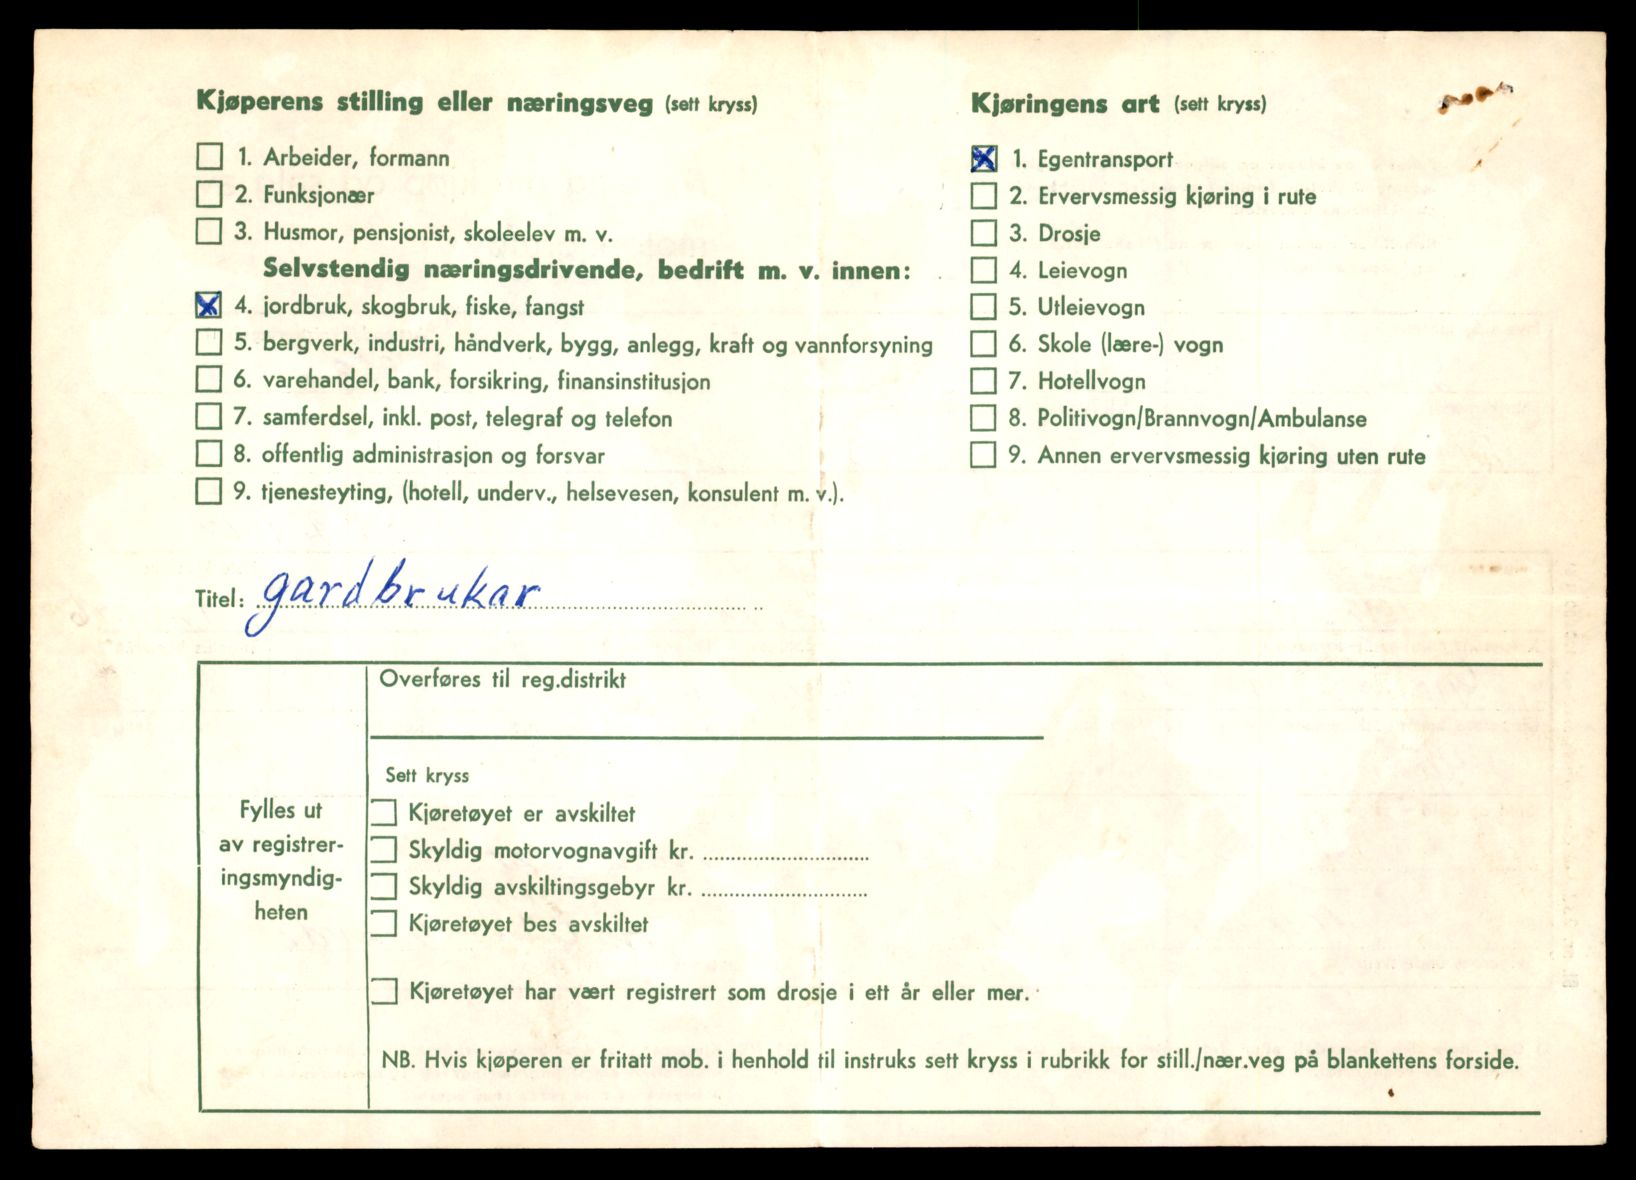 Kjøperens stilling eller næringsveg (sett kryss)
1. Arbeider, formann
2. Funksjonær
3. Husmor, pensjonist, skoleelev m. v.
Selvstendig næringsdrivende, bedrift m. v. innen:
4. jordbruk, skogbruk, fiske, fangst
5. bergverk, industri, håndverk, bygg, anlegg, kraft og vannforsyning
6. varehandel, bank, forsikring, finansinstitusjon
7. samferdsel, inkl. post, telegraf og telefon
8. offentlig administrasjon og forsvar
9. tjenesteyting, (hotell, underv., helsevesen, konsulent m. v.).
Kjøringens art (sett kryss)
1. Egentransport
2. Ervervsmessig kjøring i rute
3. Drosje
4. Leievogn
5. Utleievogn
6. Skole (lære-) vogn
7. Hotellvogn
8. Politivogn/Brannvogn/Ambulanse
9. Annen ervervsmessig kjøring uten rute
Titel: gardbrukar
Fylles ut
av registrer-
ingsmyndig-
heten
Overføres til reg.distrikt
Sett kryss
Kjøretøyet er avskiltet
Skyldig motorvognavgift kr.
Skyldig avskiltingsgebyr kr.
Kjøretøyet bes avskiltet
Kjøretøyet har vært registrert som drosje i ett år eller mer.
NB. Hvis kjøperen er fritatt mob. i henhold til instruks sett kryss i rubrikk for still./nær.veg på blankettens forside.